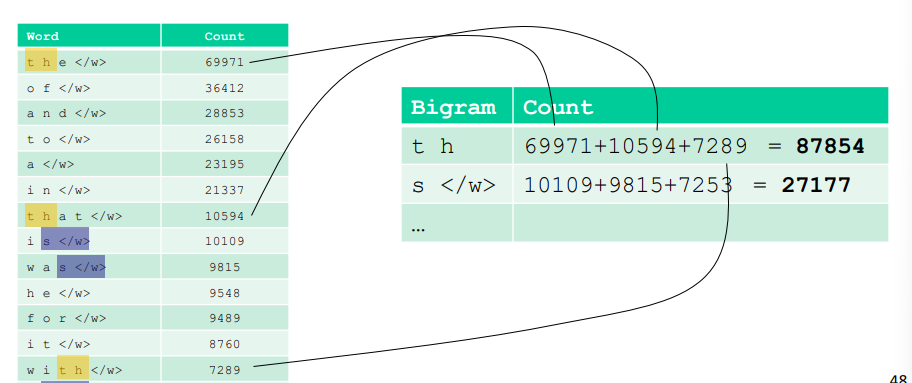 Word Count
t h e </w> 69971
o f </w> 36412
a n d </w> 28853
t o </w> 26158
a </w> 23195
i n </w> 21337
t h a t </w> 10594
i s </w> 10109
w a s </w> 9815
h e </w> 9548
f o r </w> 9489
i t </w> 8760
w i t h </w> 7289
Bigram Count
t h 69971+10594+7289 = 87854
s </w> 10109+9815+7253 = 27177
…
48